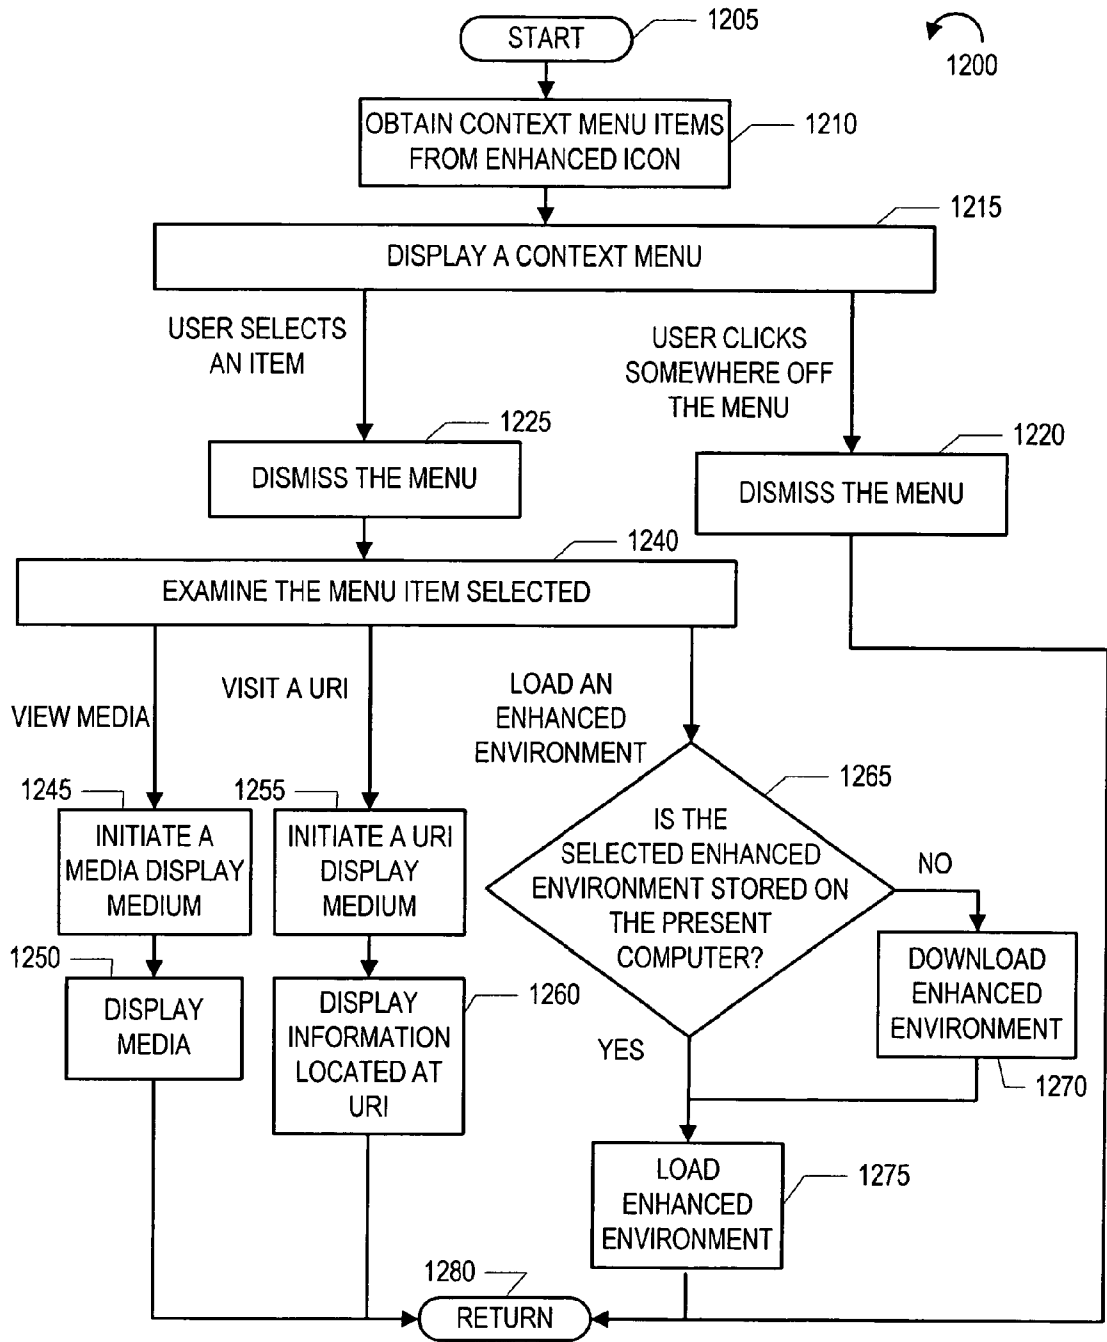 START
1205
1200
OBTAIN CONTEXT MENU ITEMS
FROM ENHANCED ICON
1210
1215
DISPLAY A CONTEXT MENU
USER SELECTS
AN ITEM
USER CLICKS
SOMEWHERE OFF
THE MENU
1225
DISMISS THE MENU
1220
DISMISS THE MENU
1240
EXAMINE THE MENU ITEM SELECTED
VIEW MEDIA
VISIT A URI
LOAD AN
ENHANCED
ENVIRONMENT
1245
INITIATE A
MEDIA DISPLAY
MEDIUM
1255
INITIATE A URI
DISPLAY
MEDIUM
1265
IS THE
SELECTED ENHANCED
ENVIRONMENT STORED ON
THE PRESENT
COMPUTER?
NO
YES
1250
DISPLAY
MEDIA
1260
DISPLAY
INFORMATION
LOCATED AT
URI
DOWNLOAD
ENHANCED
ENVIRONMENT
1270
LOAD
ENHANCED
ENVIRONMENT
1275
1280
RETURN